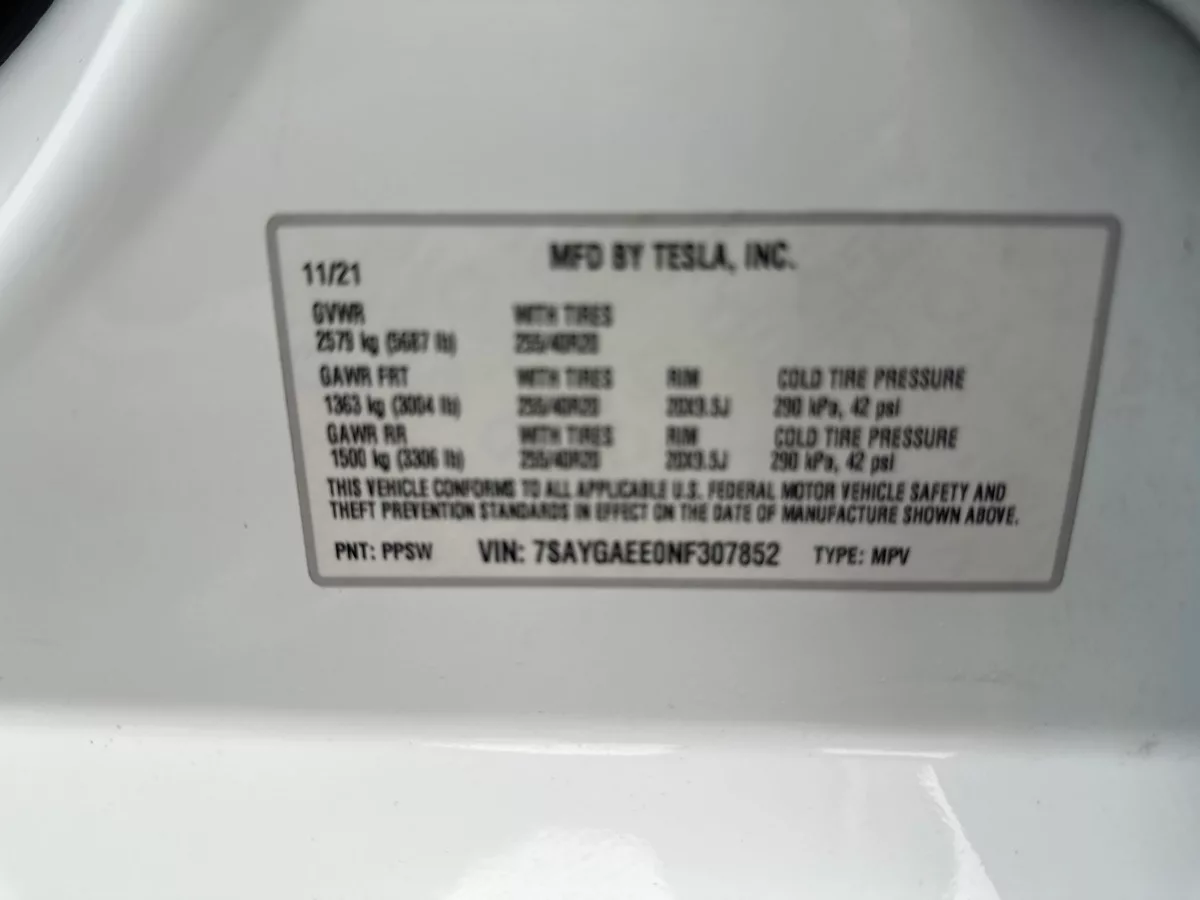 MFD BY TESLA, INC.
11/21
GVWR WITH TIRES
2579 kg (5687 lb) 255/40R20
GAWR FRT WITH TIRES RIM COLD TIRE PRESSURE
1363 kg (3004 lb) 255/40R20 20X9.5J 290 kPa, 42 psi
GAWR RR WITH TIRES RIM COLD TIRE PRESSURE
1500 kg (3306 lb) 255/40R20 20X9.5J 290 kPa, 42 psi
THIS VEHICLE CONFORMS TO ALL APPLICABLE U.S. FEDERAL MOTOR VEHICLE SAFETY AND
THEFT PREVENTION STANDARDS IN EFFECT ON THE DATE OF MANUFACTURE SHOWN ABOVE.
PNT: PPSW VIN: 7SAYGAEE0NF307852 TYPE: MPV